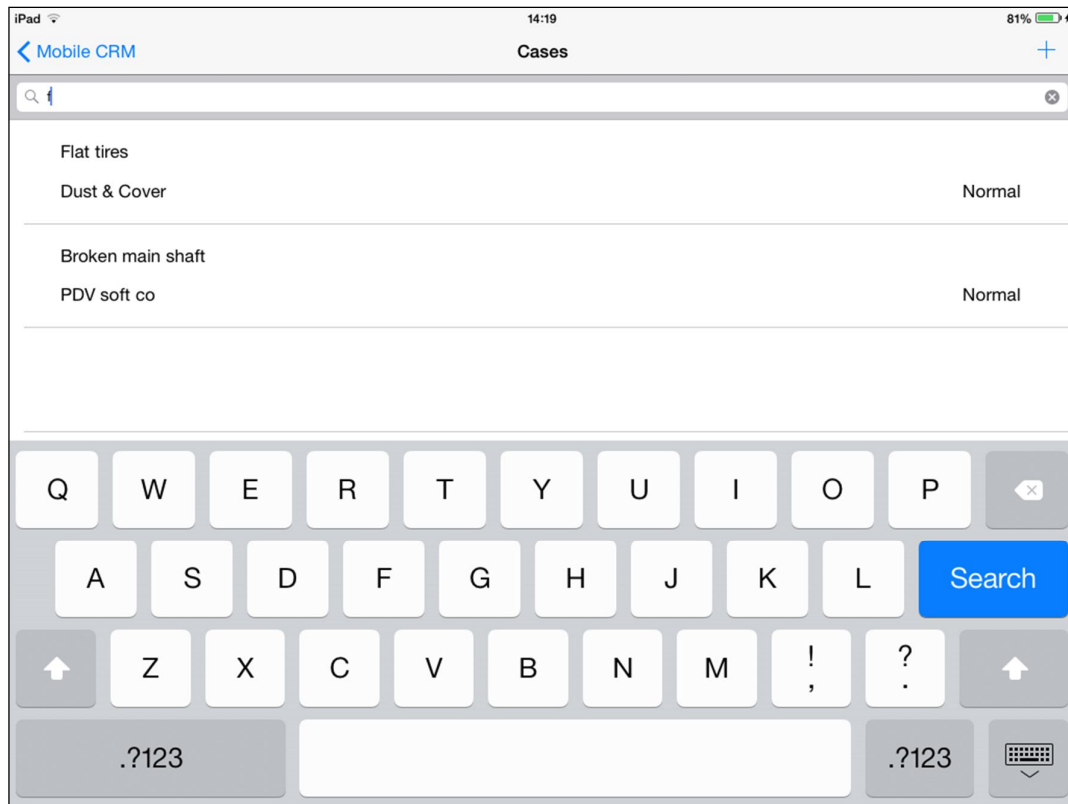 iPad 14:19 81%
Mobile CRM Cases +
f
Flat tires
Dust & Cover Normal
Broken main shaft
PDV soft co Normal
Q W E R T Y U I O P
A S D F G H J K L Search
Z X C V B N M ! , ? .
.?123 .?123